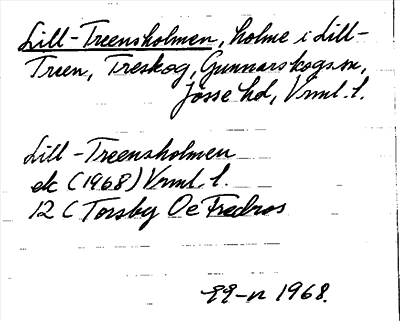 Lill-Treensholmen, holme i Lill-
Treen, Treskog, Gunnarskogs sn,
Jösse hd, Vrml. l.
Lill-Treensholmen
ek (1968) Vrml. l.
12 C Torsby Oe Fredros
1968.